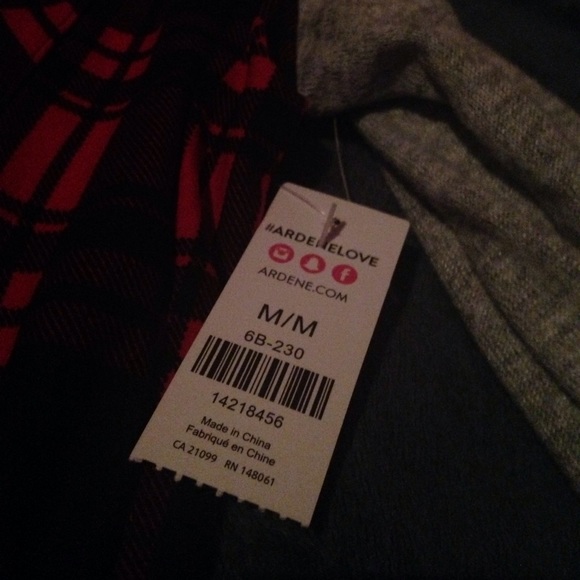 #ARDENELOVE
ARDENE.COM
M/M
6B-230
14218456
Made in China
Fabriqué en Chine
CA 21099 RN 148061